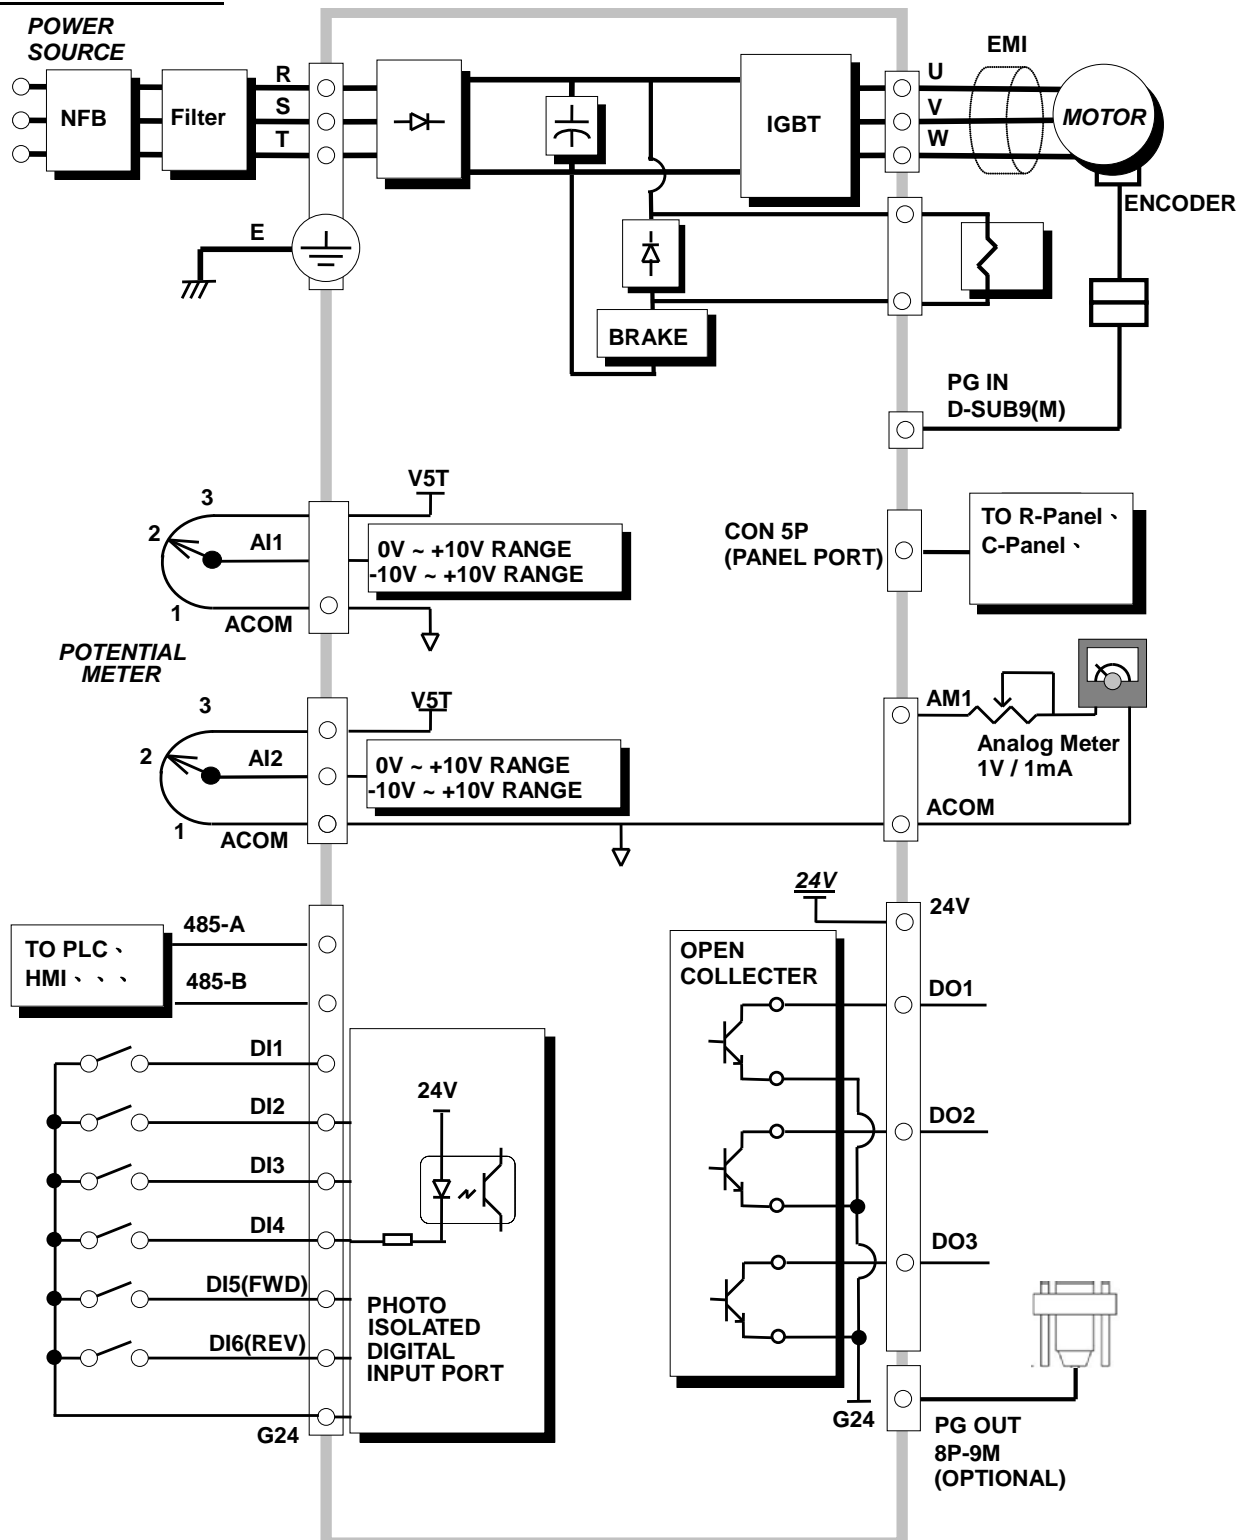 POWER
SOURCE
NFB
Filter
R
S
T
E
IGBT
BRAKE
U
V
W
EMI
MOTOR
ENCODER
PG IN
D-SUB9(M)
V5T
3
2
AI1
1
ACOM
0V ~ +10V RANGE
-10V ~ +10V RANGE
CON 5P
(PANEL PORT)
TO R-Panel、
C-Panel、
POTENTIAL
METER
V5T
3
2
AI2
1
ACOM
0V ~ +10V RANGE
-10V ~ +10V RANGE
AM1
Analog Meter
1V / 1mA
ACOM
TO PLC、
HMI、、、
485-A
485-B
DI1
DI2
DI3
DI4
DI5(FWD)
DI6(REV)
G24
24V
PHOTO
ISOLATED
DIGITAL
INPUT PORT
24V
24V
OPEN
COLLECTER
DO1
DO2
DO3
G24
PG OUT
8P-9M
(OPTIONAL)